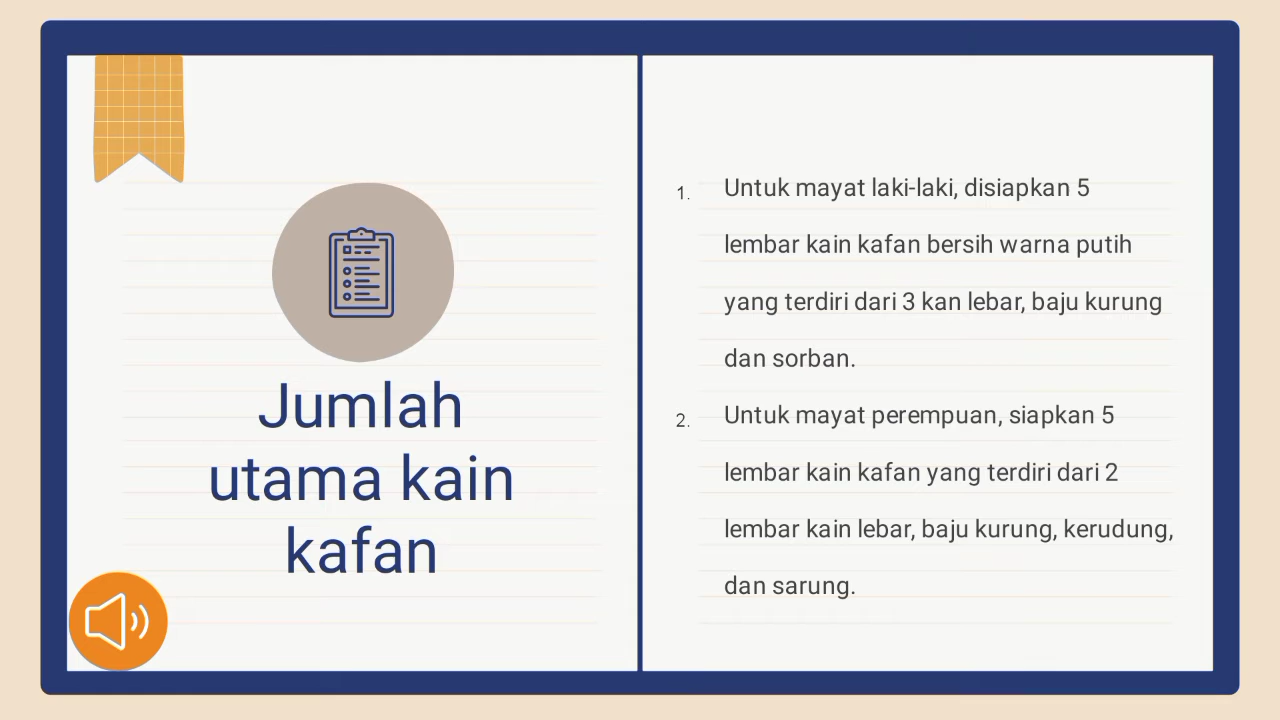 Jumlah
utama kain
kafan
1. Untuk mayat laki-laki, disiapkan 5
lembar kain kafan bersih warna putih
yang terdiri dari 3 kan lebar, baju kurung
dan sorban.
2. Untuk mayat perempuan, siapkan 5
lembar kain kafan yang terdiri dari 2
lembar kain lebar, baju kurung, kerudung,
dan sarung.